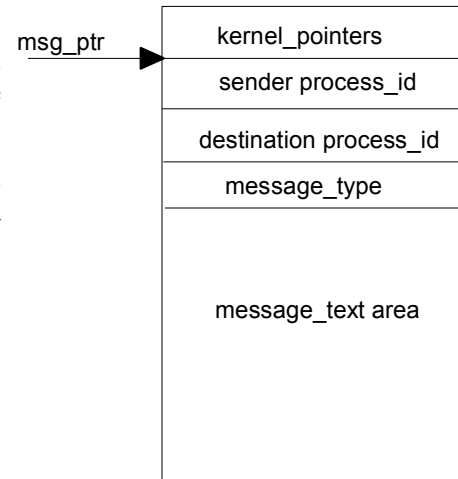 kernel_pointers
msg_ptr
sender process_id
destination process_id
message_type
message_text area